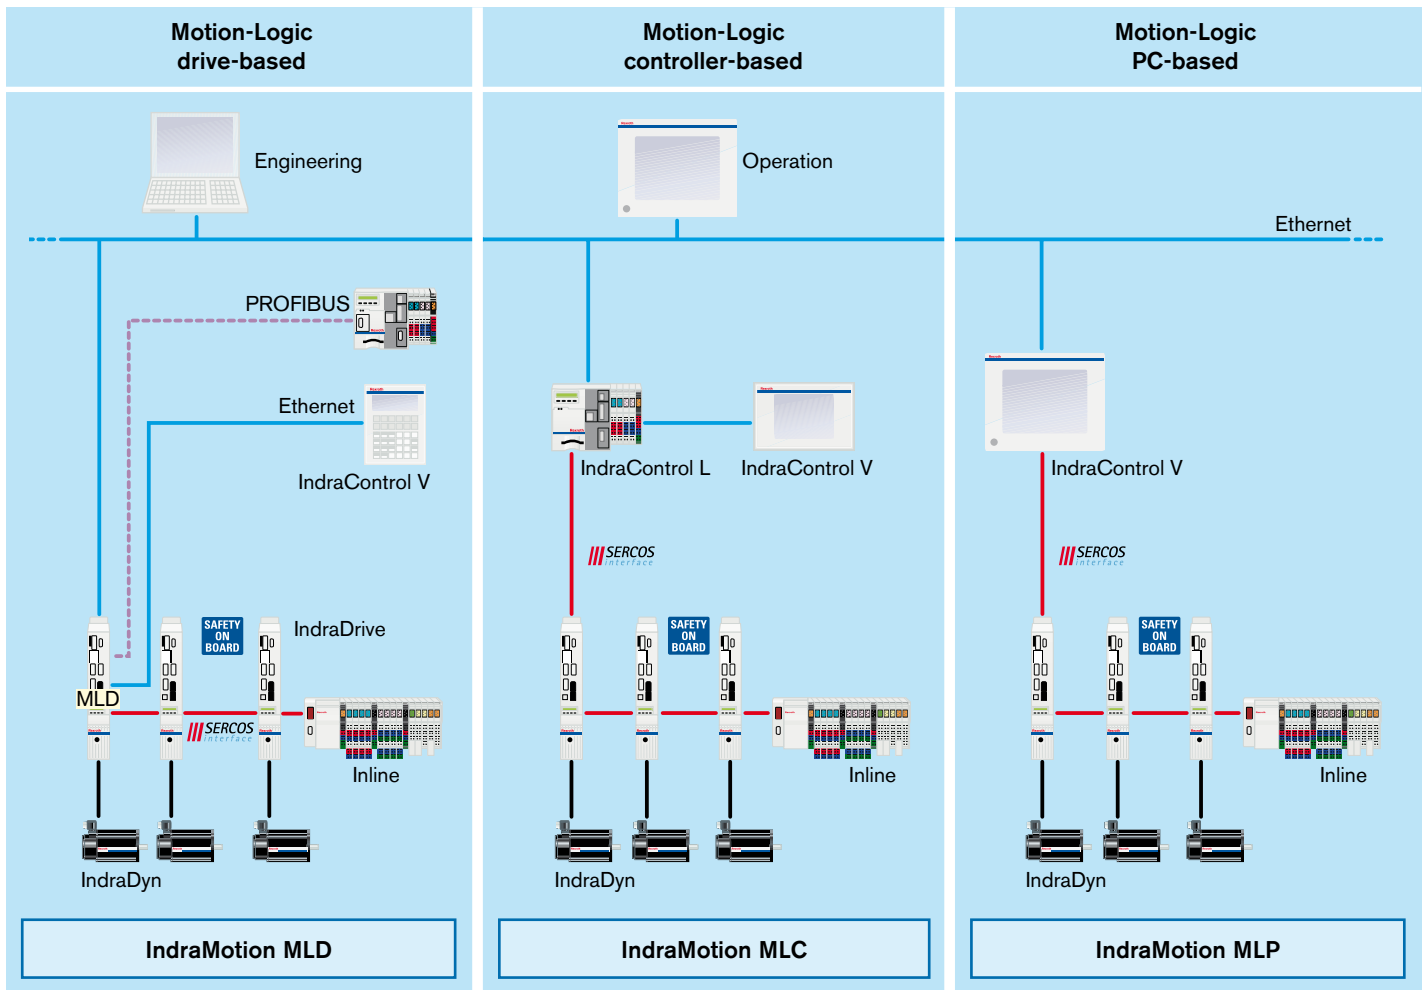 Motion-Logic
drive-based
Motion-Logic
controller-based
Motion-Logic
PC-based
Engineering
Operation
Ethernet
PROFIBUS
Ethernet
IndraControl V
IndraControl L
IndraControl V
IndraControl V
SERCOS
interface
SERCOS
interface
SAFETY
ON
BOARD
IndraDrive
SAFETY
ON
BOARD
SAFETY
ON
BOARD
MLD
SERCOS
interface
Inline
Inline
Inline
IndraDyn
IndraDyn
IndraDyn
IndraMotion MLD
IndraMotion MLC
IndraMotion MLP